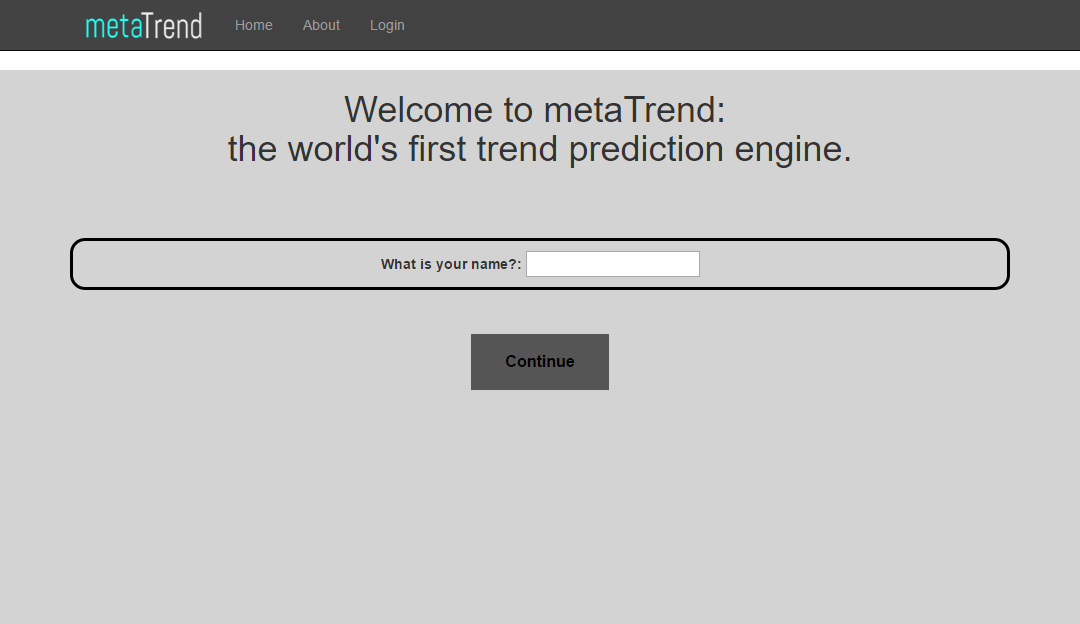 metaTrend Home About Login
Welcome to metaTrend:
the world's first trend prediction engine.
What is your name?:
Continue